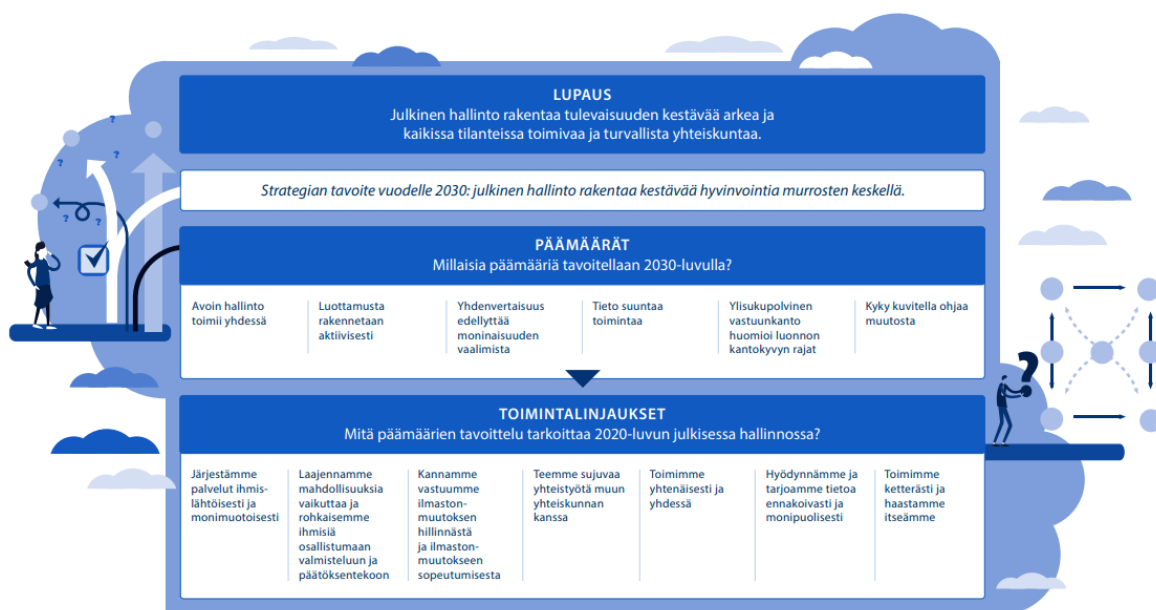 LUPAUS
Julkinen hallinto rakentaa tulevaisuuden kestävää arkea ja
kaikissa tilanteissa toimivaa ja turvallista yhteiskuntaa.
Strategian tavoite vuodelle 2030: julkinen hallinto rakentaa kestävää hyvinvointia murrosten keskellä.
PÄÄMÄÄRÄT
Millaisia päämääriä tavoitellaan 2030-luvulla?
Avoin hallinto
toimii yhdessä
Luottamusta
rakennetaan
aktiivisesti
Yhdenvertaisuus
edellyttää
moninaisuuden
vaalimista
Tieto suuntaa
toimintaa
Ylisukupolvinen
vastuunkanto
huomioi luonnon
kantokyvyn rajat
Kyky kuvitella ohjaa
muutosta
TOIMINTALINJAUKSET
Mitä päämäärien tavoittelu tarkoittaa 2020-luvun julkisessa hallinnossa?
Järjestämme
palvelut ihmis-
lähtöisesti ja
monimuotoisesti
Laajennamme
mahdollisuuksia
vaikuttaa ja
rohkaisemme
ihmisiä
osallistumaan
valmisteluun ja
päätöksentekoon
Kannamme
vastuumme
ilmaston-
muutoksen
hillinnästä
ja ilmaston-
muutokseen
sopeutumisesta
Teemme sujuvaa
yhteistyötä muun
yhteiskunnan
kanssa
Toimimme
yhtenäisesti ja
yhdessä
Hyödynnämme ja
tarjoamme tietoa
ennakoivasti ja
monipuolisesti
Toimimme
ketterästi ja
haastamme
itseämme
?
?
?
?
?
?